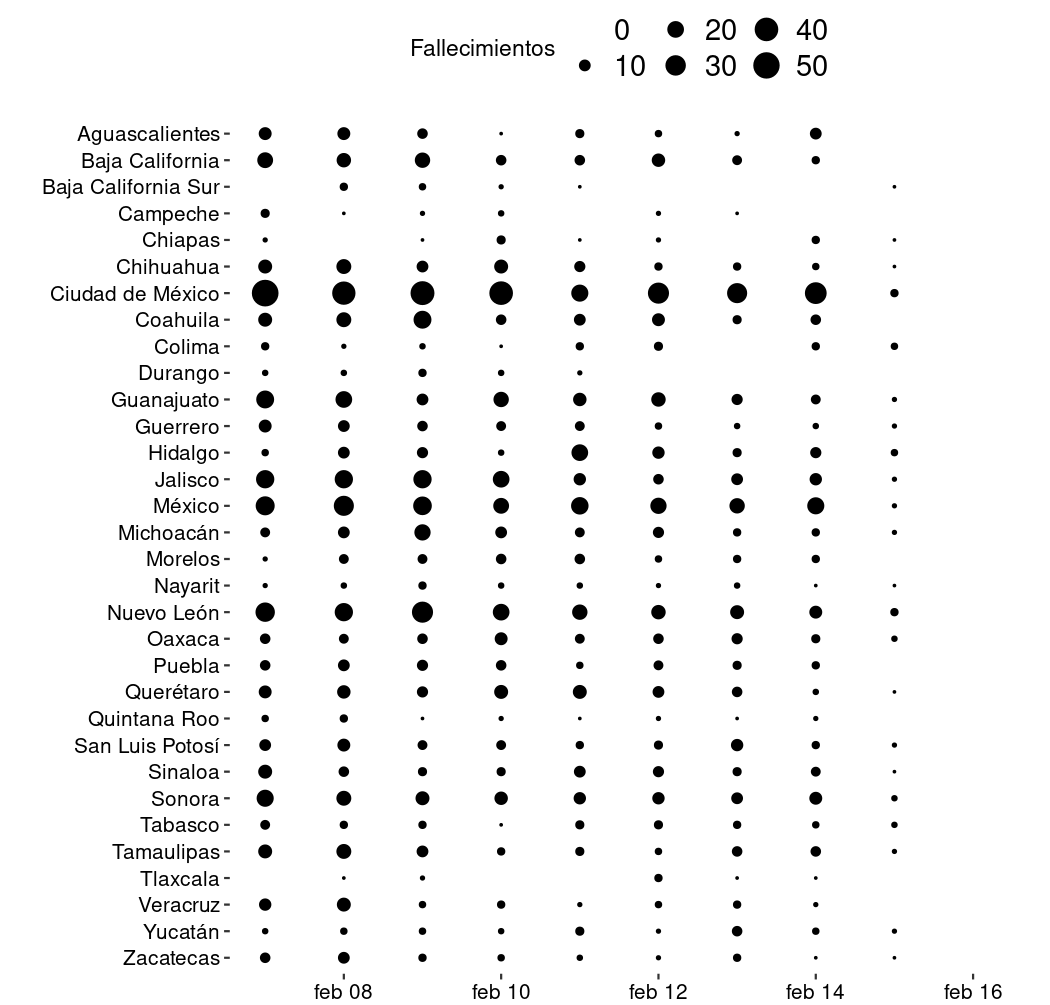 Fallecimientos
0 20 40
10 30 50
Aguascalientes
Baja California
Baja California Sur
Campeche
Chiapas
Chihuahua
Ciudad de México
Coahuila
Colima
Durango
Guanajuato
Guerrero
Hidalgo
Jalisco
México
Michoacán
Morelos
Nayarit
Nuevo León
Oaxaca
Puebla
Querétaro
Quintana Roo
San Luis Potosí
Sinaloa
Sonora
Tabasco
Tamaulipas
Tlaxcala
Veracruz
Yucatán
Zacatecas
feb 08 feb 10 feb 12 feb 14 feb 16